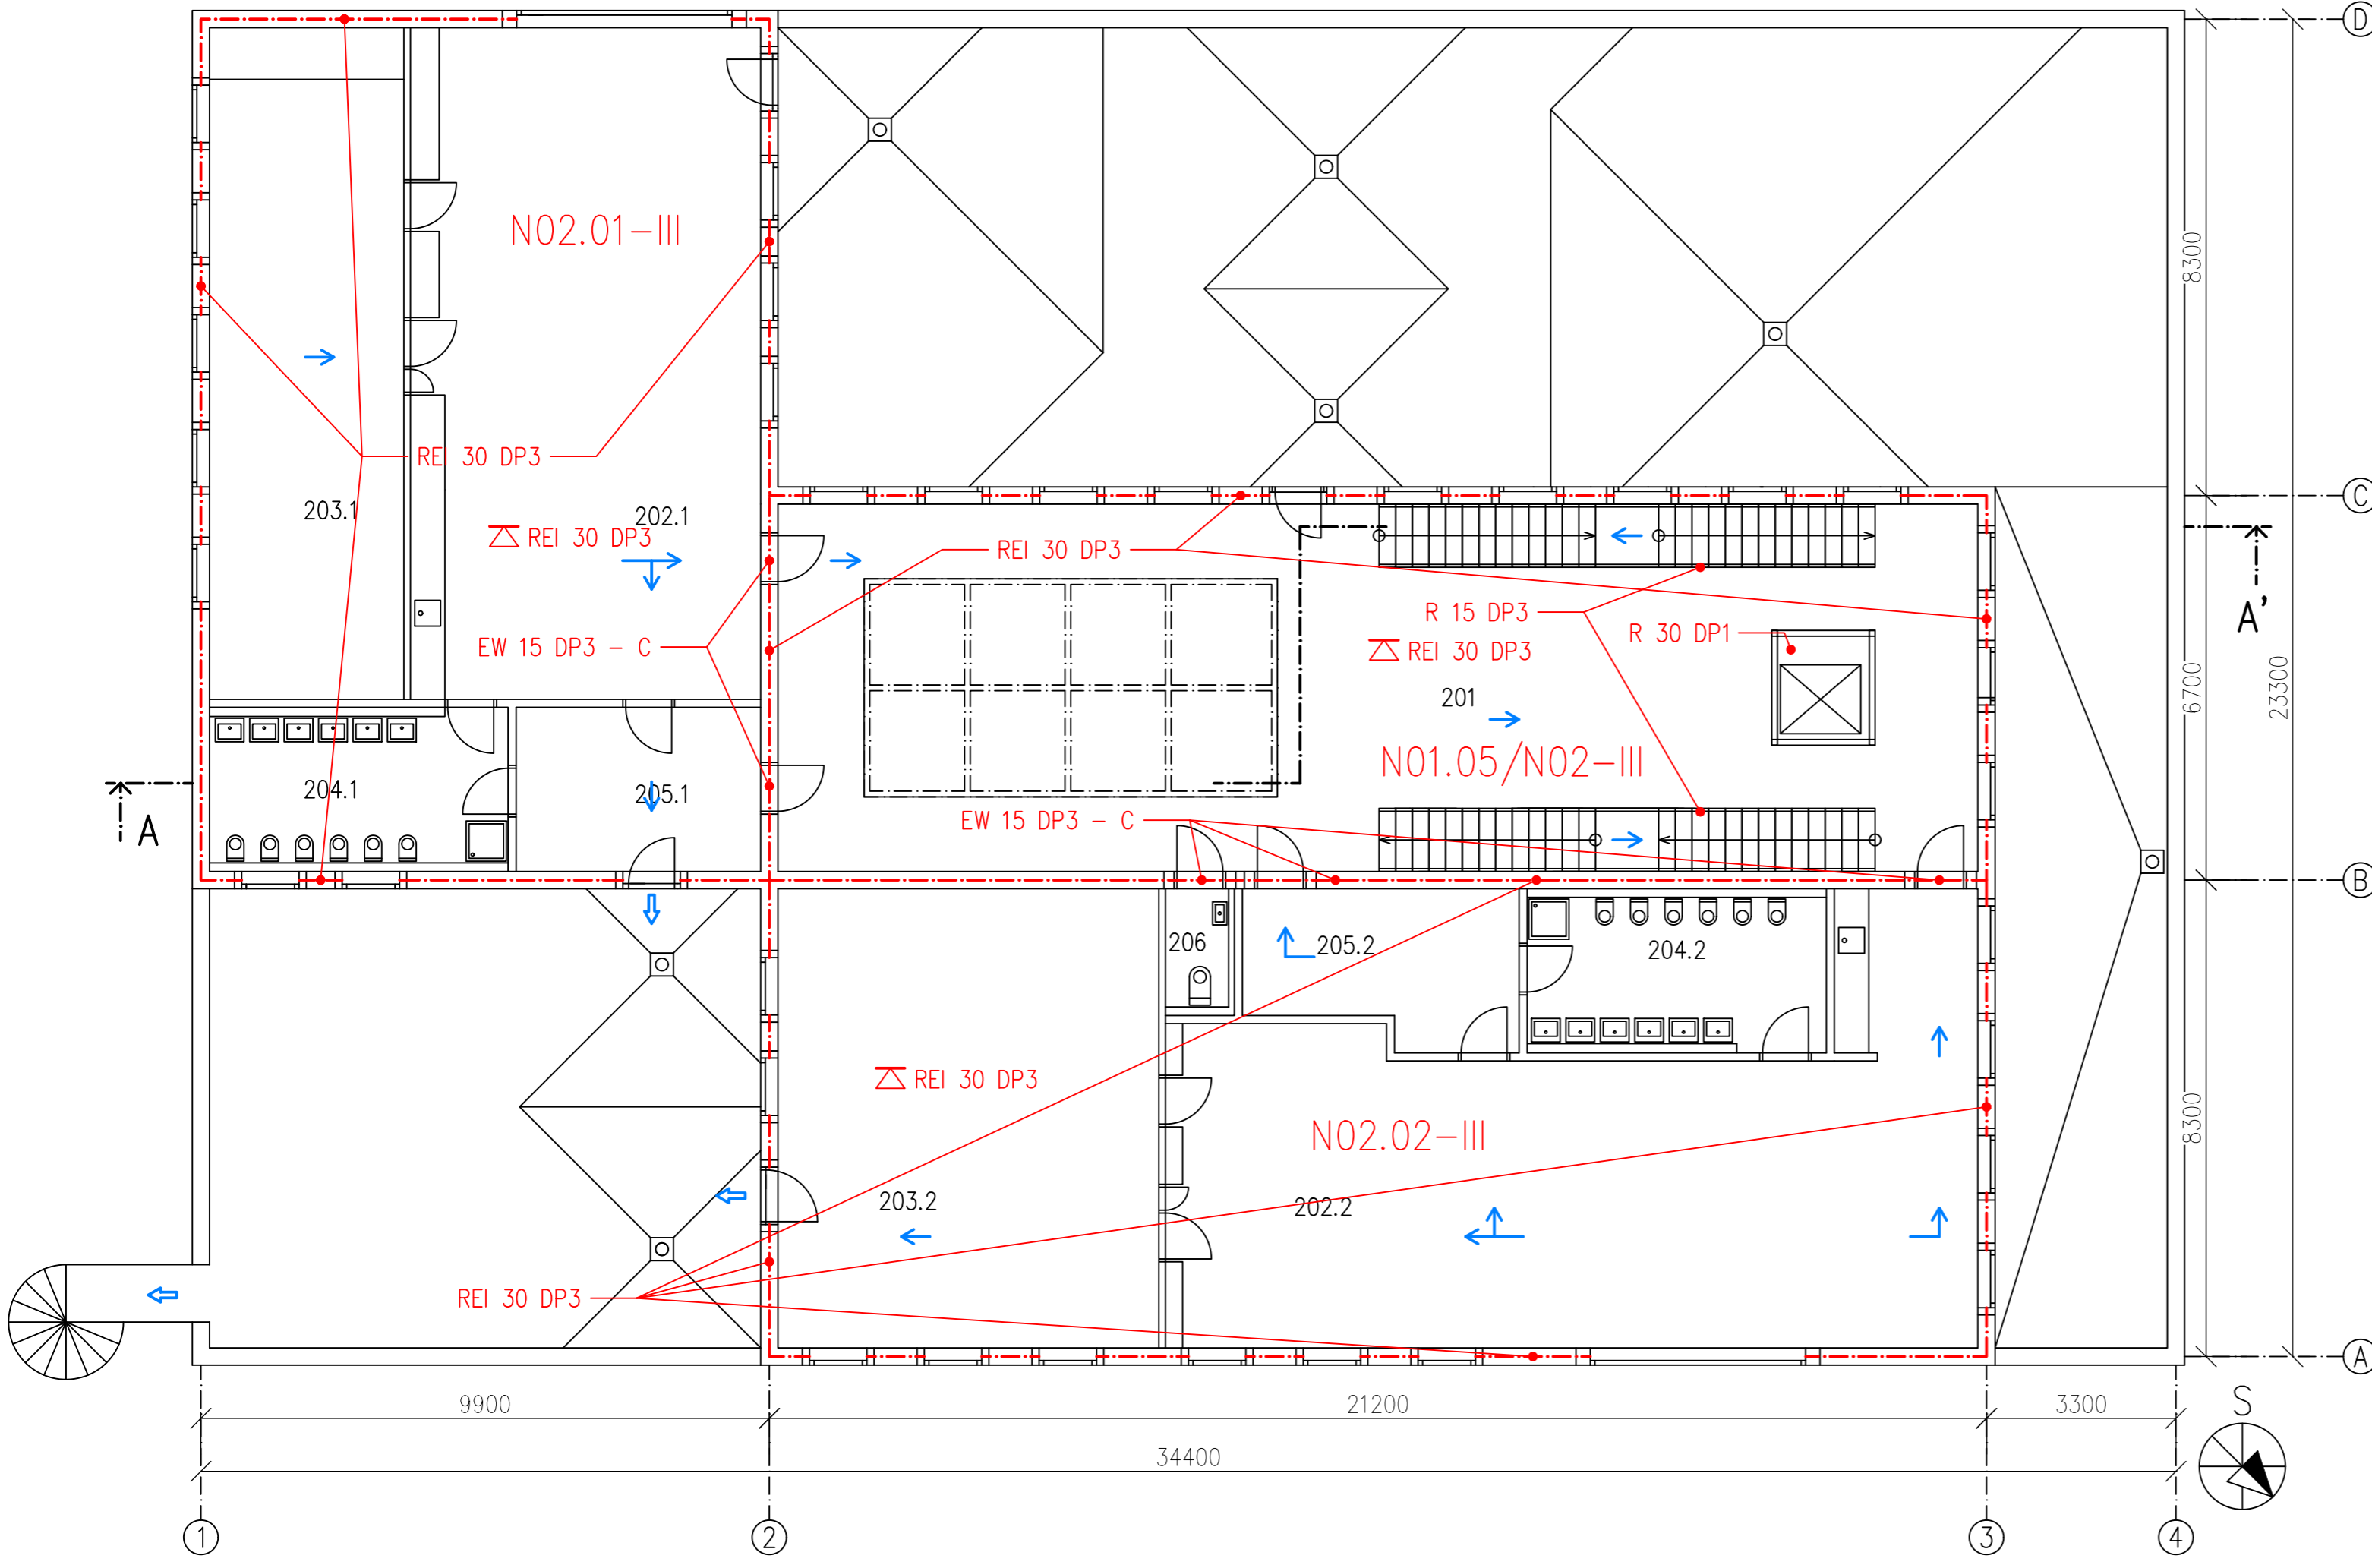 D
N02.01–III
8300
REI 30 DP3
C
203.1
202.1
REI 30 DP3
REI 30 DP3
R 15 DP3
A'
R 30 DP1
EW 15 DP3 – C
REI 30 DP3
6700
23300
201
N01.05/N02–III
204.1
205.1
EW 15 DP3 – C
A
B
206
205.2
204.2
REI 30 DP3
8300
N02.02–III
203.2
202.2
REI 30 DP3
A
9900
21200
3300
S
34400
1
2
3
4